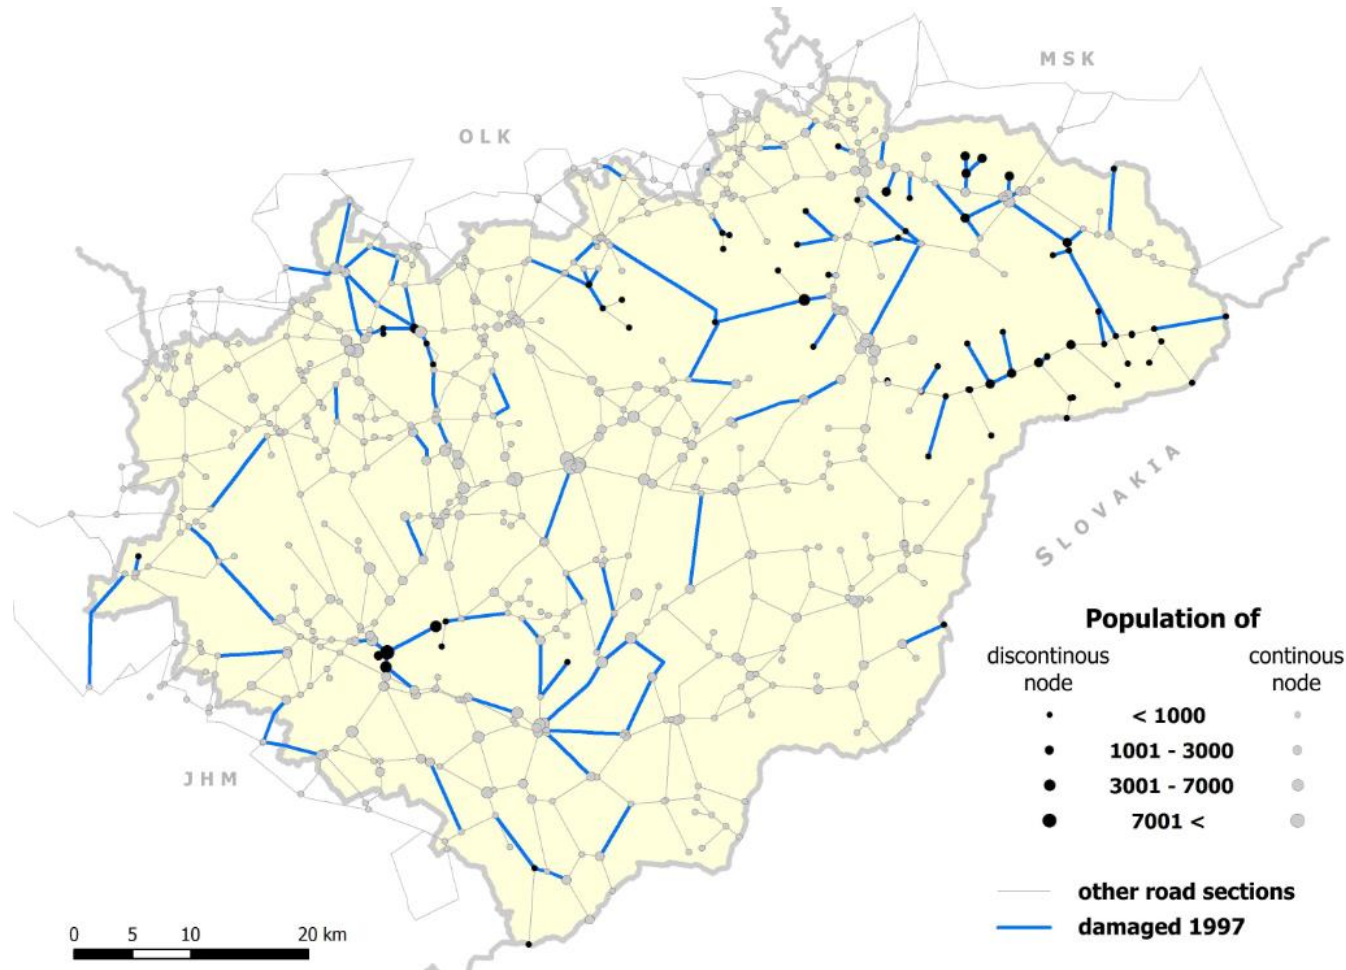 MSK
OLK
SLOVAKIA
JHM
Population of
discontinous node
continous node
< 1000
1001 - 3000
3001 - 7000
7001 <
other road sections
damaged 1997
0 5 10 20 km